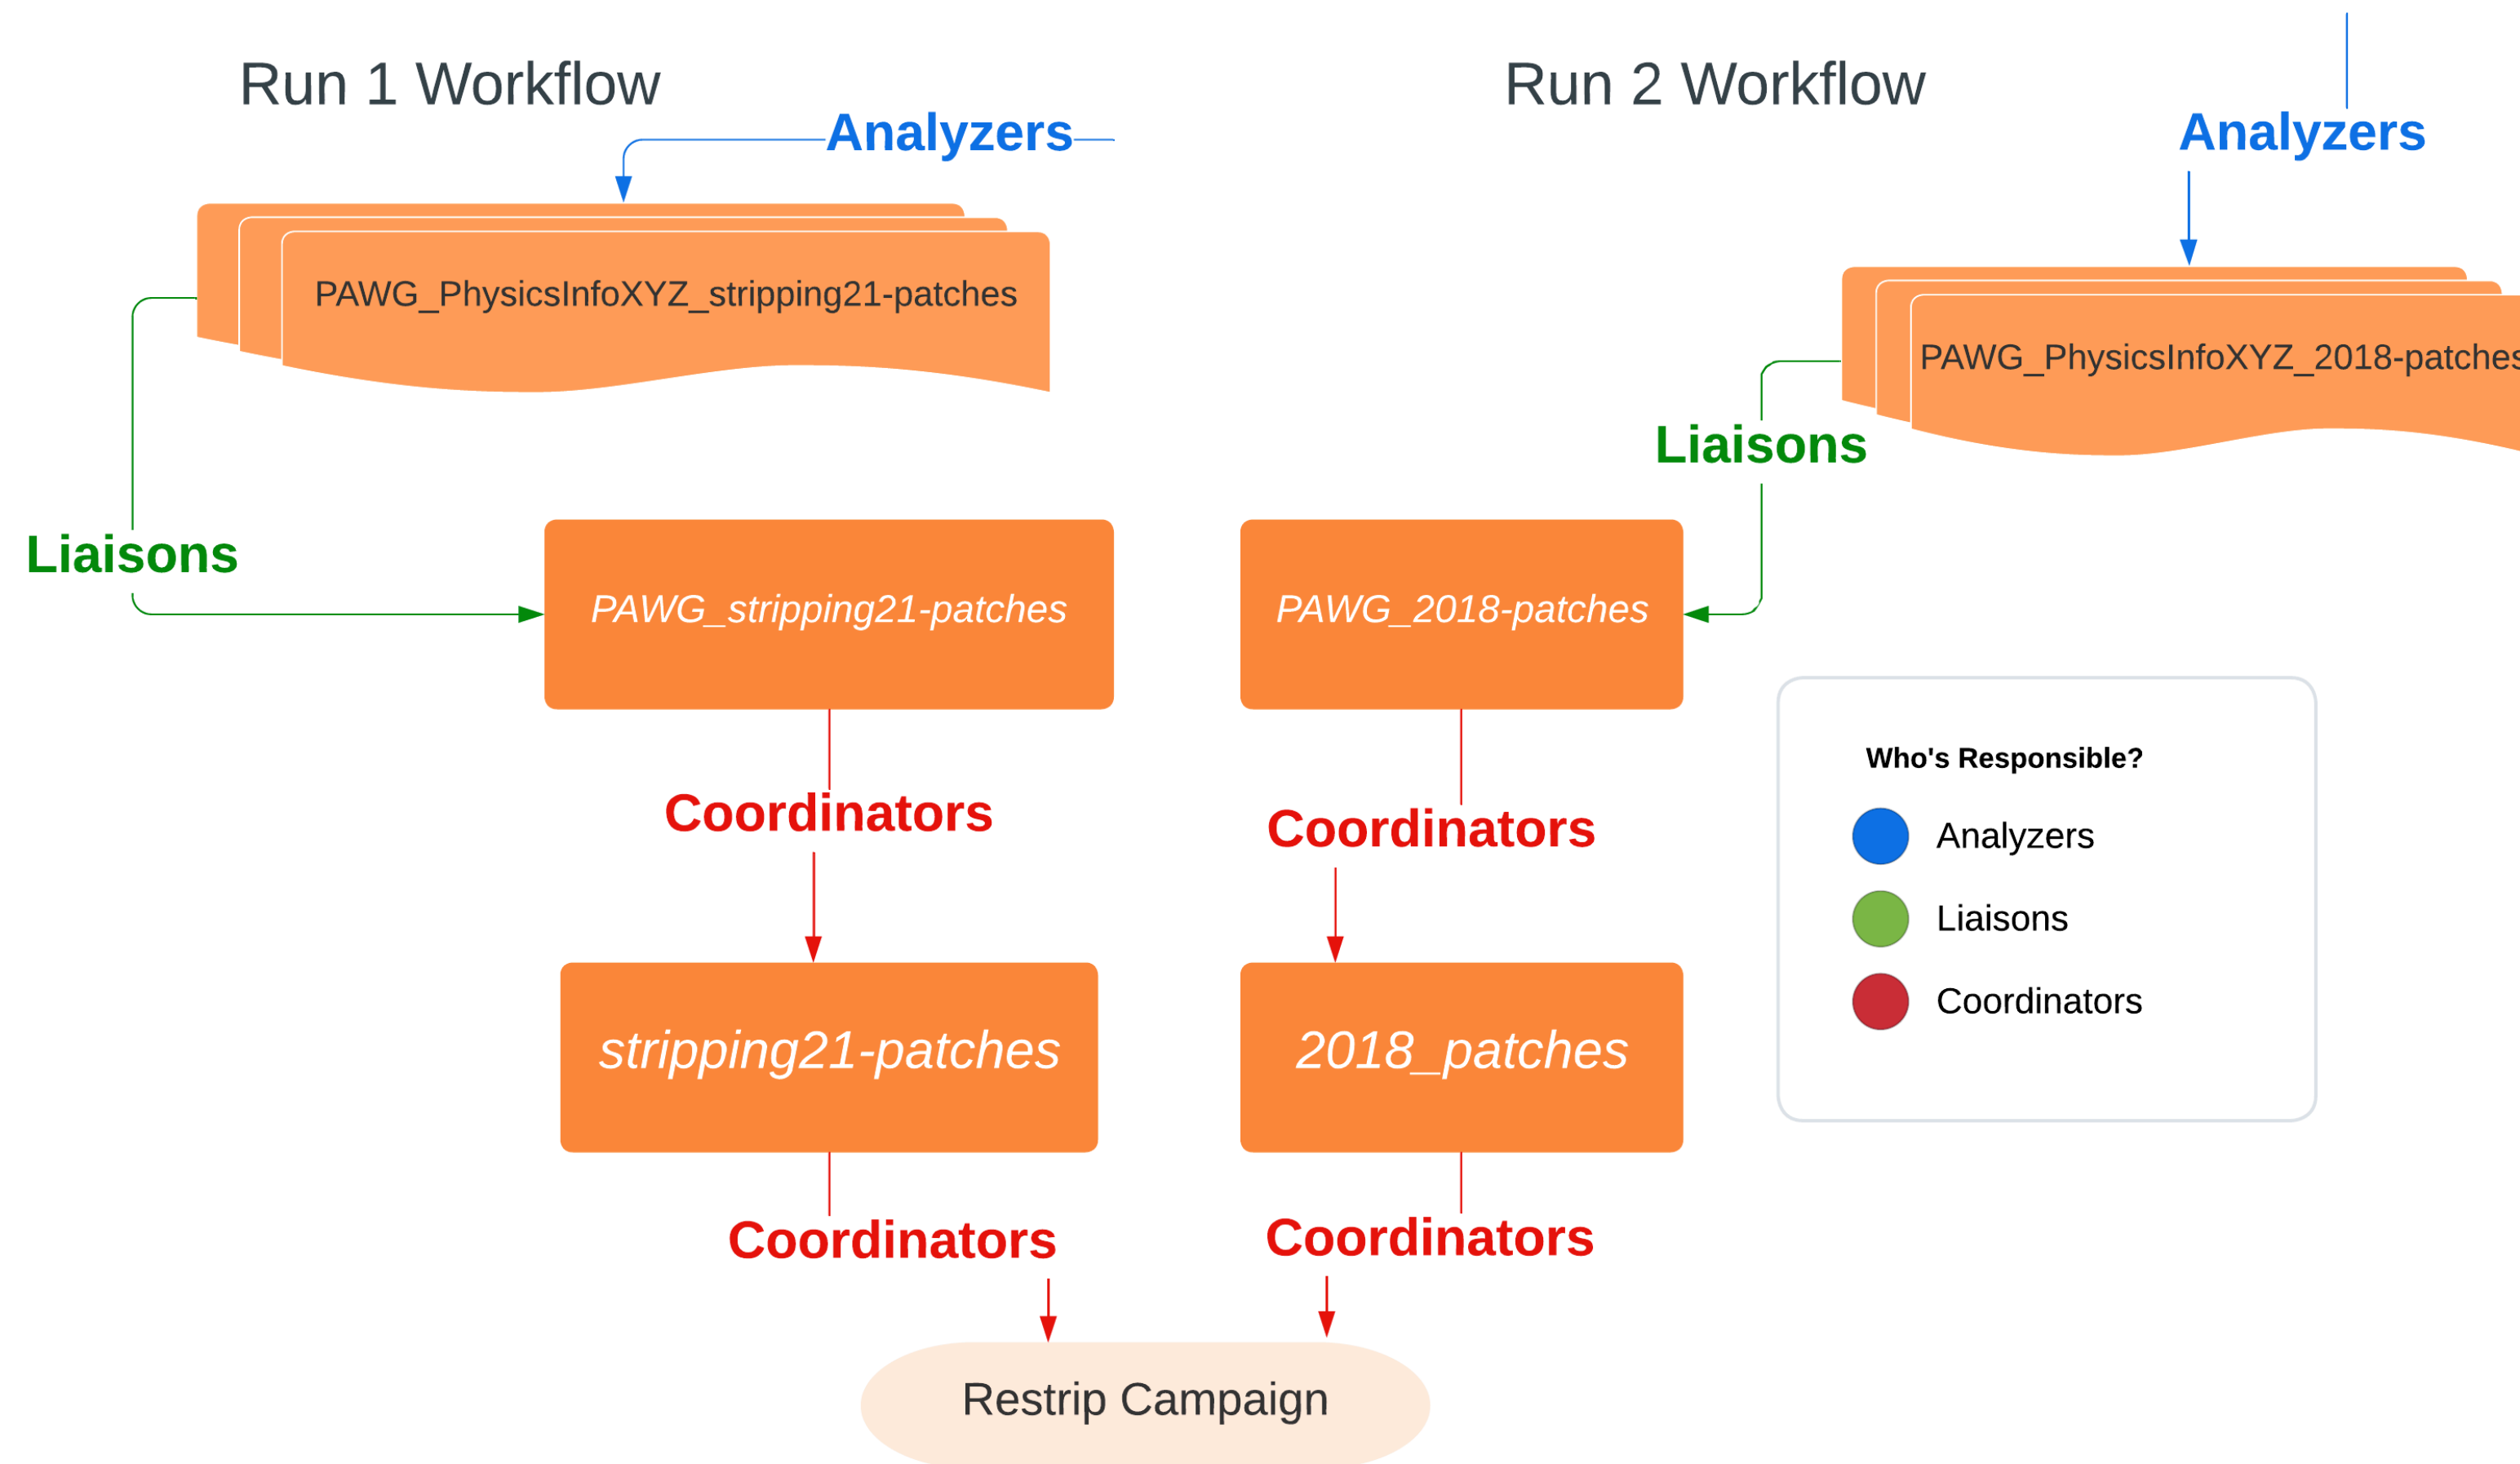 Run 1 Workflow
Run 2 Workflow
Analyzers
Analyzers
PAWG_PhysicsInfoXYZ_stripping21-patches
PAWG_PhysicsInfoXYZ_2018-patches
Liaisons
Liaisons
PAWG_stripping21-patches
PAWG_2018-patches
Who's Responsible?
Analyzers
Liaisons
Coordinators
Coordinators
Coordinators
stripping21-patches
2018_patches
Coordinators
Coordinators
Restrip Campaign